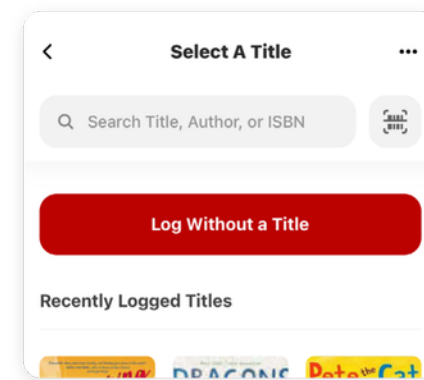 Select A Title
Search Title, Author, or ISBN
Log Without a Title
Recently Logged Titles
DRAGONS
Pete the Cat